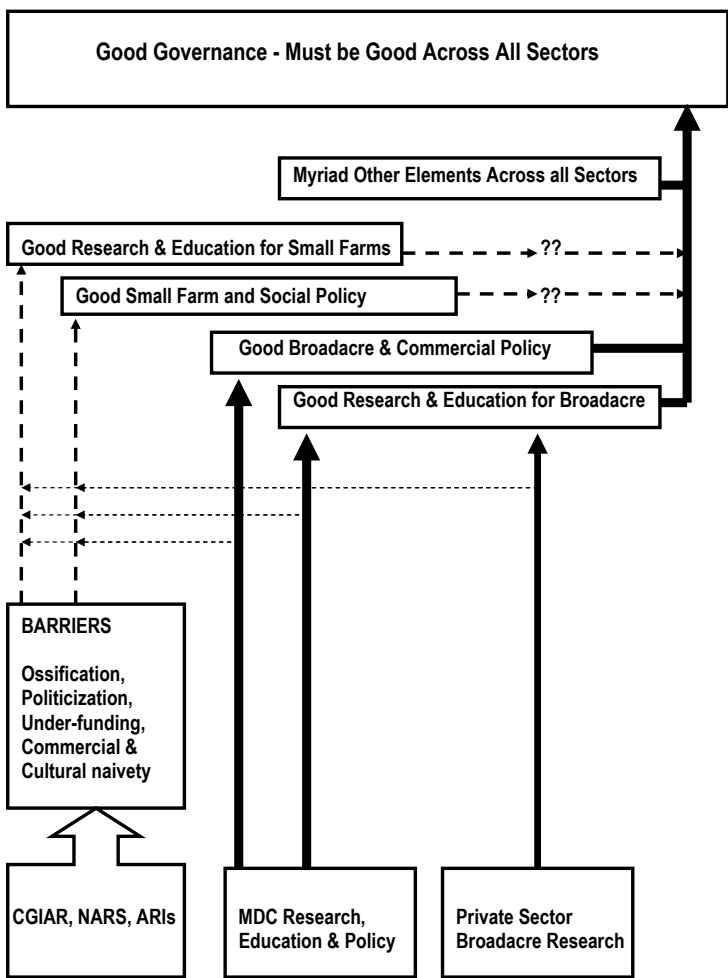 Good Governance - Must be Good Across All Sectors
Myriad Other Elements Across all Sectors
Good Research & Education for Small Farms
??
Good Small Farm and Social Policy
??
Good Broadacre & Commercial Policy
Good Research & Education for Broadacre
BARRIERS
Ossification,
Politicization,
Under-funding,
Commercial &
Cultural naivety
CGIAR, NARS, ARIs
MDC Research,
Education & Policy
Private Sector
Broadacre Research